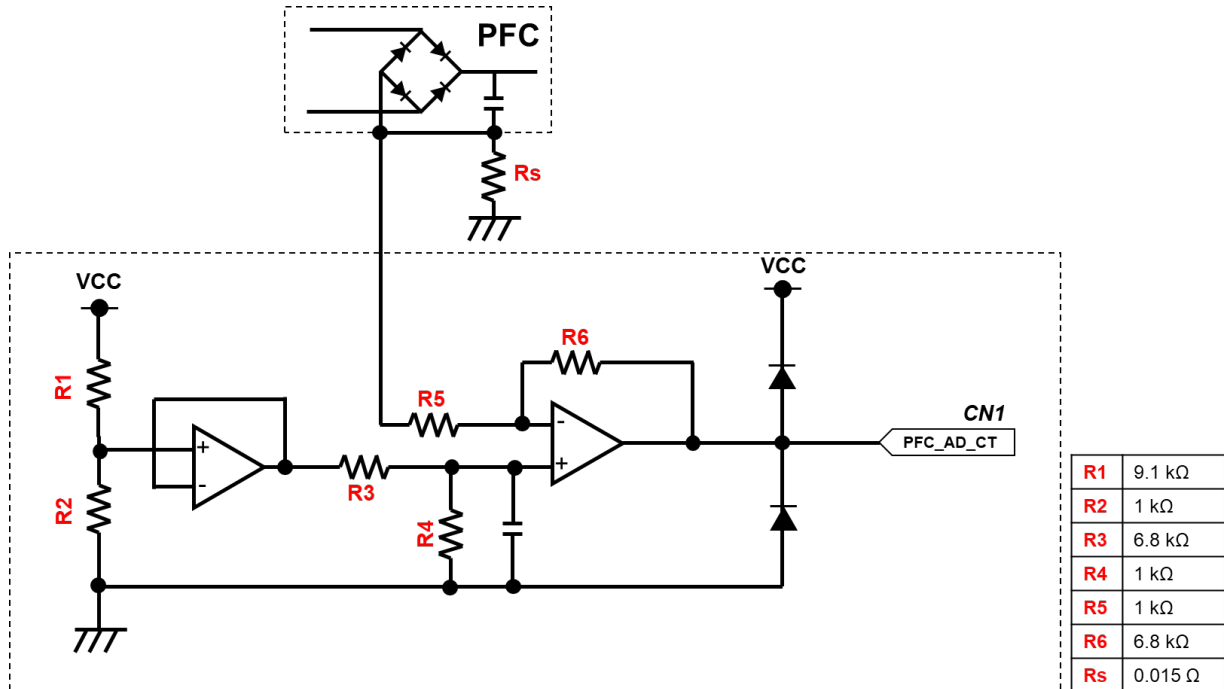 PFC
Rs
VCC
VCC
R1
R6
R5
CN1
+
-
-
+
PFC_AD_CT
R2
R3
R4
R1 9.1 kΩ
R2 1 kΩ
R3 6.8 kΩ
R4 1 kΩ
R5 1 kΩ
R6 6.8 kΩ
Rs 0.015 Ω